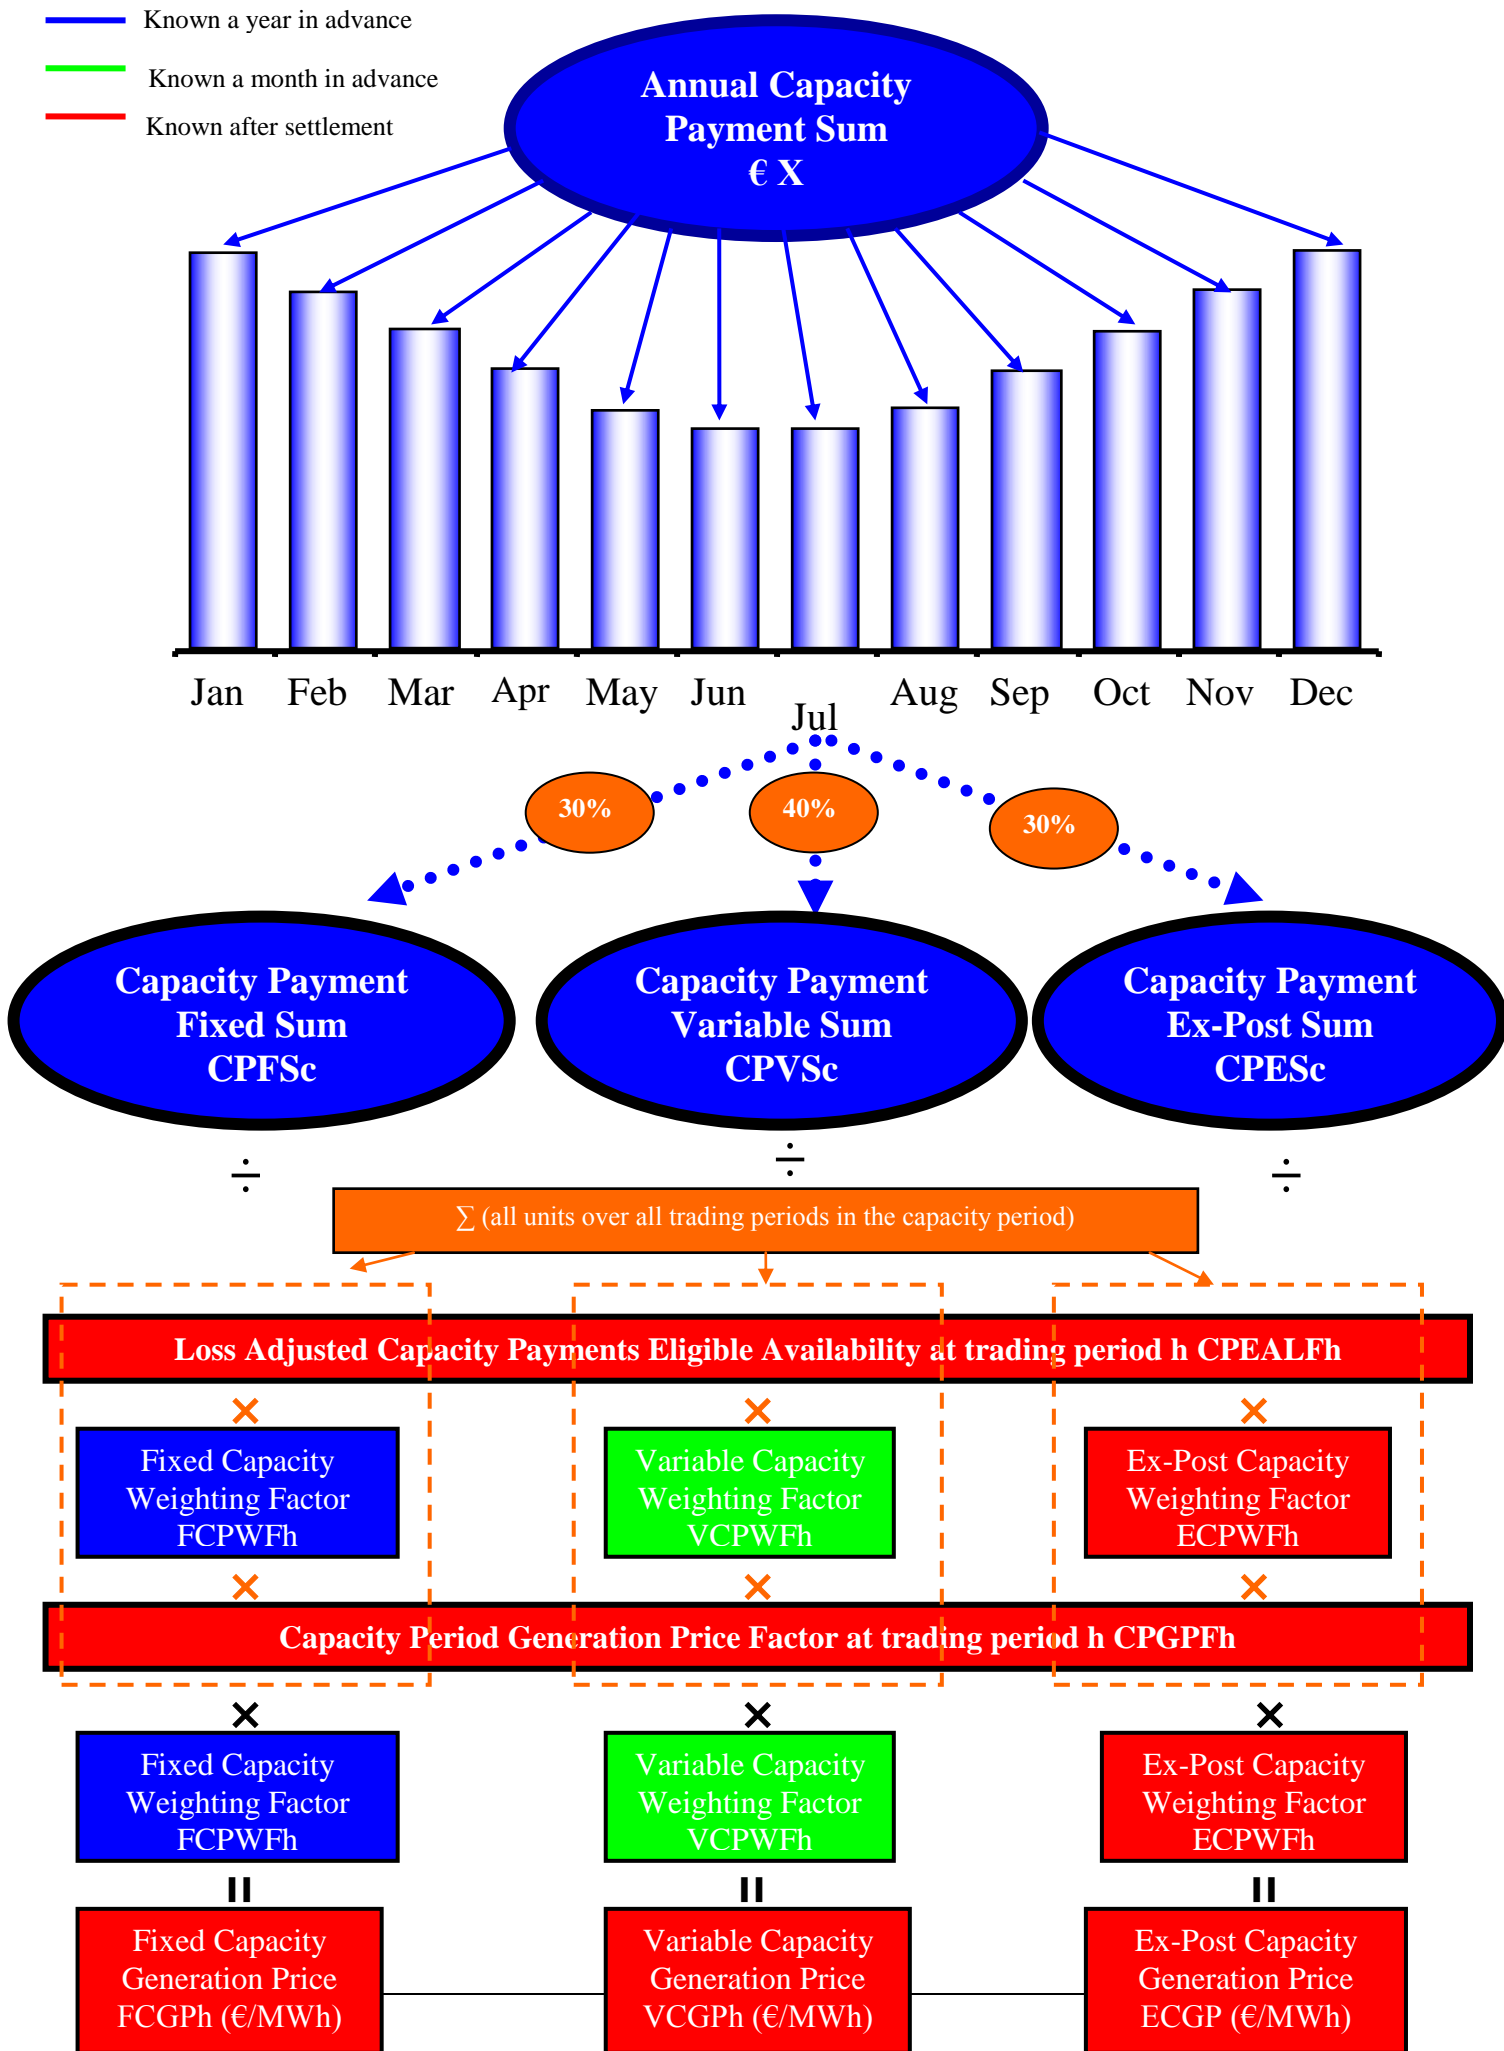 Known a year in advance
Known a month in advance
Known after settlement
Annual Capacity
Payment Sum
€ X
Jan Feb Mar Apr May Jun Jul Aug Sep Oct Nov Dec
30% 40% 30%
Capacity Payment
Fixed Sum
CPFSc
Capacity Payment
Variable Sum
CPVSc
Capacity Payment
Ex-Post Sum
CPESc
÷ ÷ ÷
∑ (all units over all trading periods in the capacity period)
Loss Adjusted Capacity Payments Eligible Availability at trading period h CPEALFh
× × ×
Fixed Capacity
Weighting Factor
FCPWFh
Variable Capacity
Weighting Factor
VCPWFh
Ex-Post Capacity
Weighting Factor
ECPWFh
× × ×
Capacity Period Generation Price Factor at trading period h CPGPFh
× × ×
Fixed Capacity
Weighting Factor
FCPWFh
Variable Capacity
Weighting Factor
VCPWFh
Ex-Post Capacity
Weighting Factor
ECPWFh
= = =
Fixed Capacity
Generation Price
FCGPh (€/MWh)
Variable Capacity
Generation Price
VCGPh (€/MWh)
Ex-Post Capacity
Generation Price
ECGP (€/MWh)